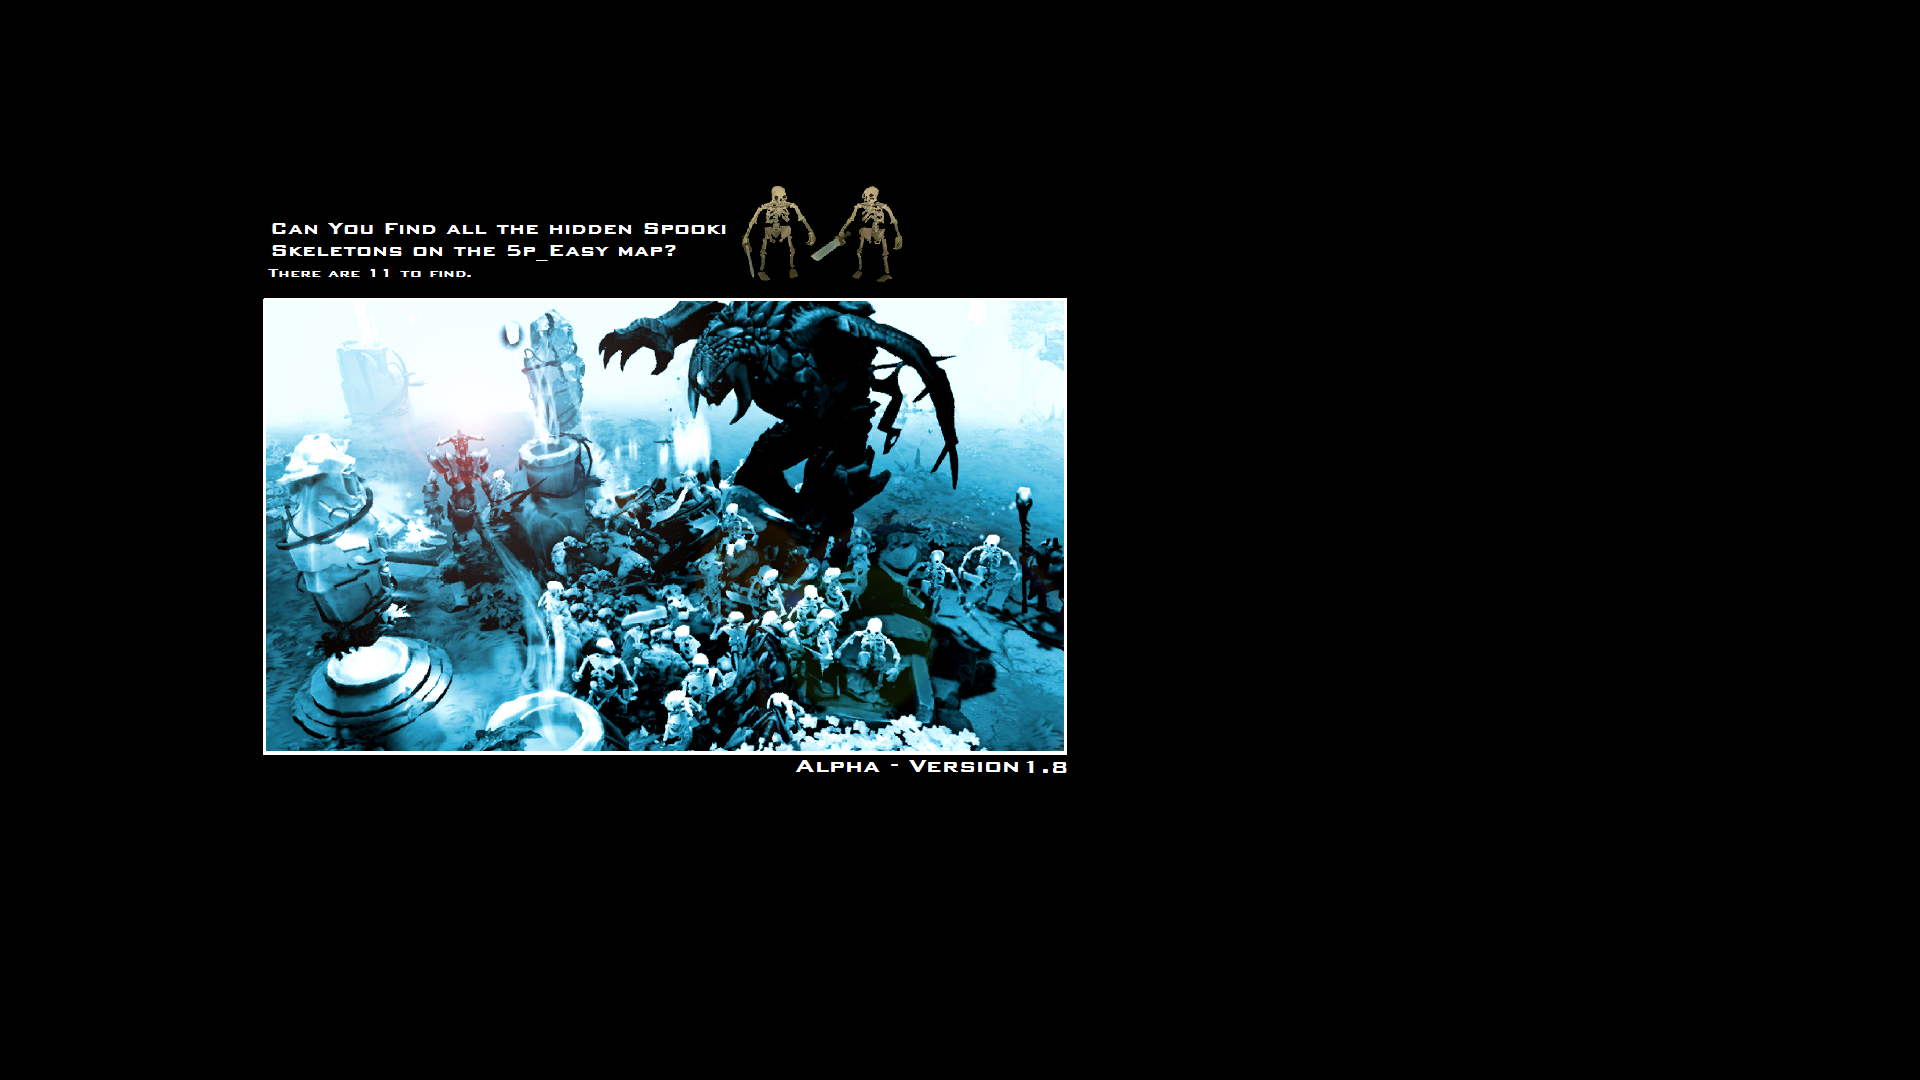 Can You Find all the hidden Spooki
Skeletons on the 5p_Easy map?
There are 11 to find.
Alpha - Version 1.8